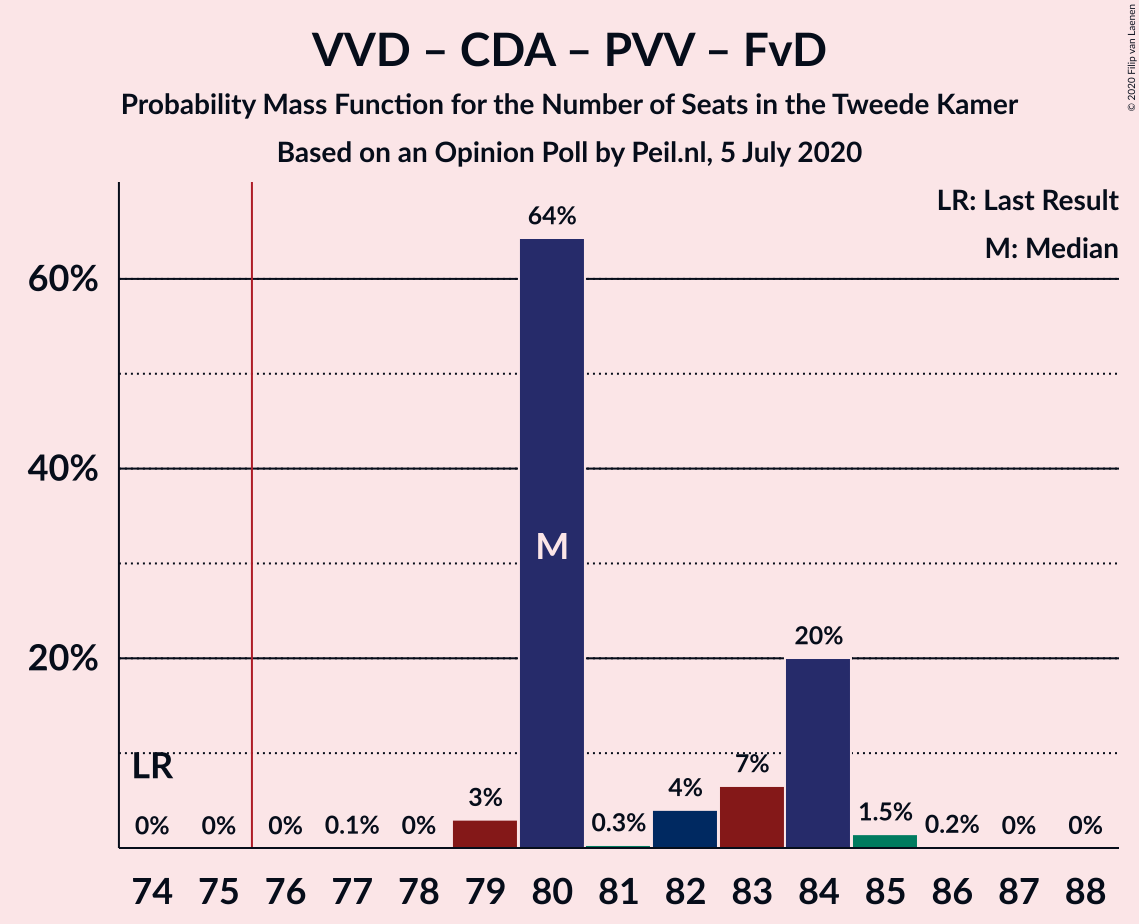 VVD – CDA – PVV – FvD
Probability Mass Function for the Number of Seats in the Tweede Kamer
Based on an Opinion Poll by Peil.nl, 5 July 2020
© 2020 Filip van Laenen
LR: Last Result
M: Median
60%
40%
20%
64%
M
20%
LR
7%
3%
4%
0%
0%
0%
0.1%
0%
0.3%
1.5%
0.2%
0%
0%
74 75 76 77 78 79 80 81 82 83 84 85 86 87 88